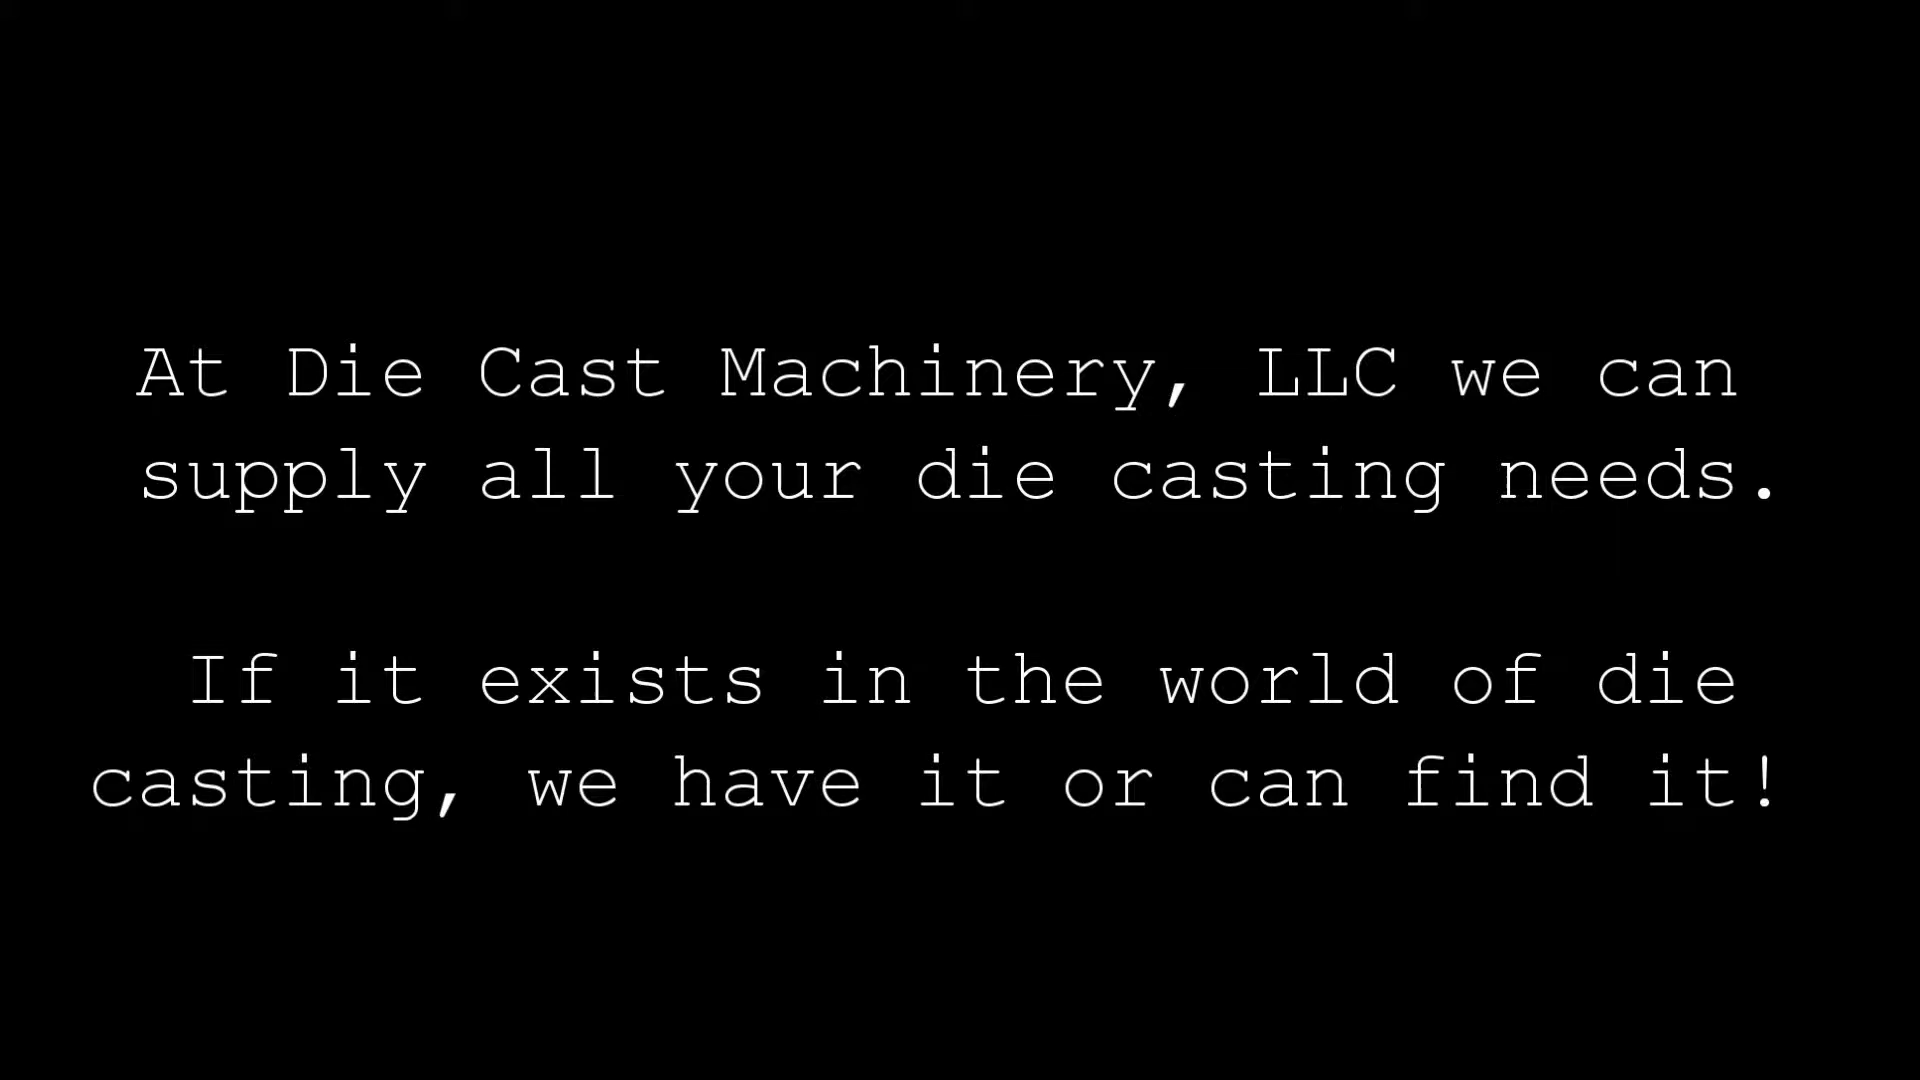 At Die Cast Machinery, LLC we can
supply all your die casting needs.
If it exists in the world of die
casting, we have it or can find it!